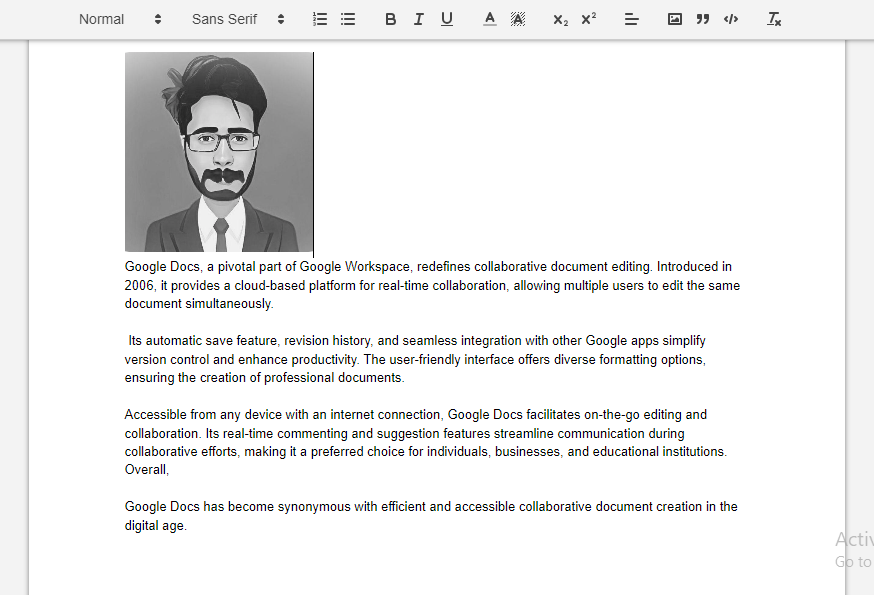 Normal Sans Serif
Google Docs, a pivotal part of Google Workspace, redefines collaborative document editing. Introduced in
2006, it provides a cloud-based platform for real-time collaboration, allowing multiple users to edit the same
document simultaneously.
Its automatic save feature, revision history, and seamless integration with other Google apps simplify
version control and enhance productivity. The user-friendly interface offers diverse formatting options,
ensuring the creation of professional documents.
Accessible from any device with an internet connection, Google Docs facilitates on-the-go editing and
collaboration. Its real-time commenting and suggestion features streamline communication during
collaborative efforts, making it a preferred choice for individuals, businesses, and educational institutions.
Overall,
Google Docs has become synonymous with efficient and accessible collaborative document creation in the
digital age.
Activ
Go to